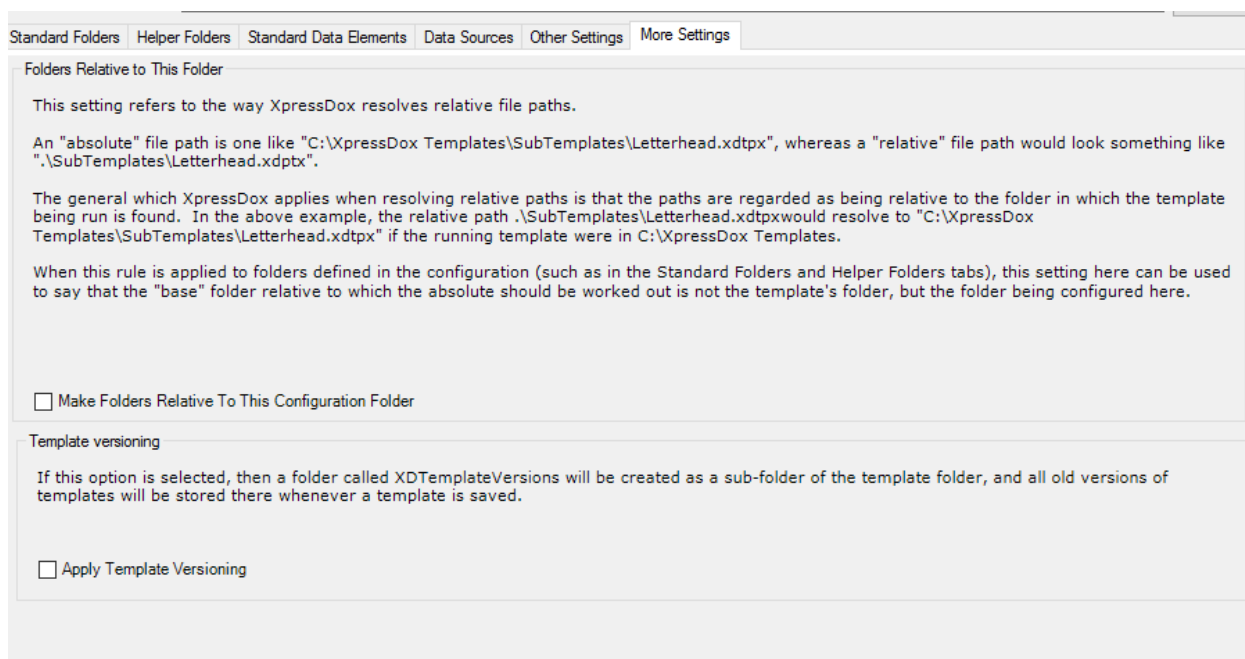 Standard Folders Helper Folders Standard Data Elements Data Sources Other Settings More Settings
Folders Relative to This Folder
This setting refers to the way XpressDox resolves relative file paths.
An "absolute" file path is one like "C:\XpressDox Templates\SubTemplates\Letterhead.xdtpx", whereas a "relative" file path would look something like
".\SubTemplates\Letterhead.xdptx".
The general which XpressDox applies when resolving relative paths is that the paths are regarded as being relative to the folder in which the template
being run is found. In the above example, the relative path .\SubTemplates\Letterhead.xdtpxwould resolve to "C:\XpressDox
Templates\SubTemplates\Letterhead.xdtpx" if the running template were in C:\XpressDox Templates.
When this rule is applied to folders defined in the configuration (such as in the Standard Folders and Helper Folders tabs), this setting here can be used
to say that the "base" folder relative to which the absolute should be worked out is not the template's folder, but the folder being configured here.
Make Folders Relative To This Configuration Folder
Template versioning
If this option is selected, then a folder called XDTemplateVersions will be created as a sub-folder of the template folder, and all old versions of
templates will be stored there whenever a template is saved.
Apply Template Versioning